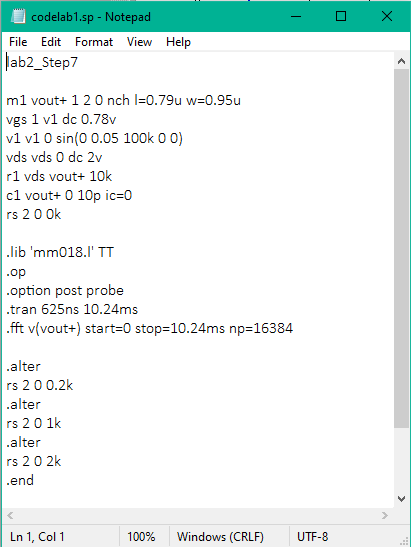 codelab1.sp - Notepad
File Edit Format View Help
lab2_Step7
m1 vout+ 1 2 0 nch l=0.79u w=0.95u
vgs 1 v1 dc 0.78v
v1 v1 0 sin(0 0.05 100k 0 0)
vds vds 0 dc 2v
r1 vds vout+ 10k
c1 vout+ 0 10p ic=0
rs 2 0 0k
.lib 'mm018.l' TT
.op
.option post probe
.tran 625ns 10.24ms
.fft v(vout+) start=0 stop=10.24ms np=16384
.alter
rs 2 0 0.2k
.alter
rs 2 0 1k
.alter
rs 2 0 2k
.end
Ln 1, Col 1 100% Windows (CRLF) UTF-8